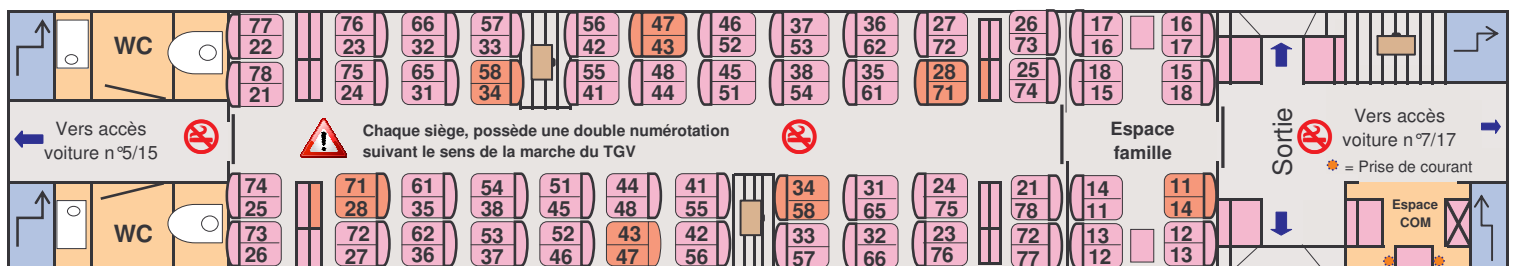 77 76 66 57 56 47 46 37 36 27 26 17 16
WC 22 23 32 33 42 43 52 53 62 72 73 16 17
78 75 65 58 55 48 45 38 35 28 25 18 15
21 24 31 34 41 44 51 54 61 71 74 15 18
Vers accès
voiture n°5/15
Chaque siège, possède une double numérotation
suivant le sens de la marche du TGV
Espace
famille
Sortie
Vers accès
voiture n°7/17
= Prise de courant
74 71 61 54 51 44 41 34 31 24 21 14 11
25 28 35 38 45 48 55 58 65 75 78 11 14
WC
73 72 62 53 52 43 42 33 32 23 72 13 12
26 27 36 37 46 47 56 57 66 76 77 12 13
Espace
COM